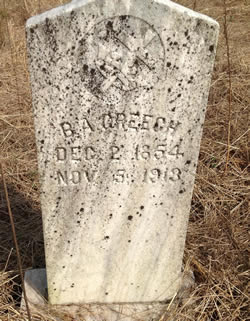 B. A. CREECH
DEC. 2 1854
NOV. 5, 1913